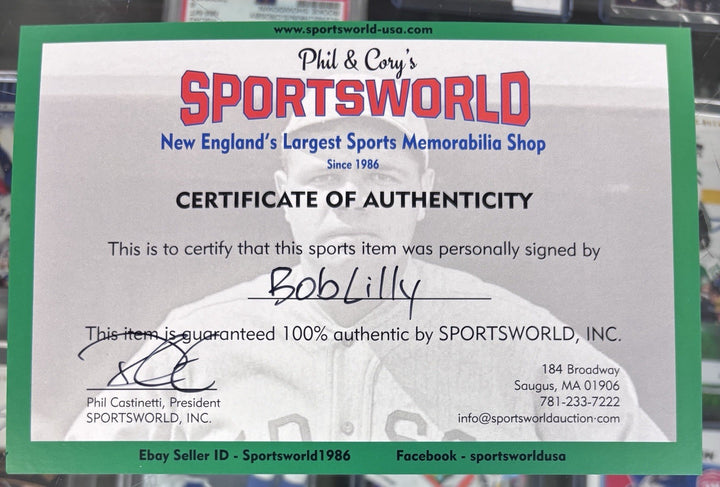 www.sportsworld-usa.com
Phil & Cory's
SPORTSWORLD
New England's Largest Sports Memorabilia Shop
Since 1986
CERTIFICATE OF AUTHENTICITY
This is to certify that this sports item was personally signed by
Bob Lilly
This item is guaranteed 100% authentic by SPORTSWORLD, INC.
184 Broadway
Saugus, MA 01906
781-233-7222
info@sportsworldauction.com
Phil Castinetti, President
SPORTSWORLD, INC.
Ebay Seller ID - Sportsworld1986 Facebook - sportsworldusa